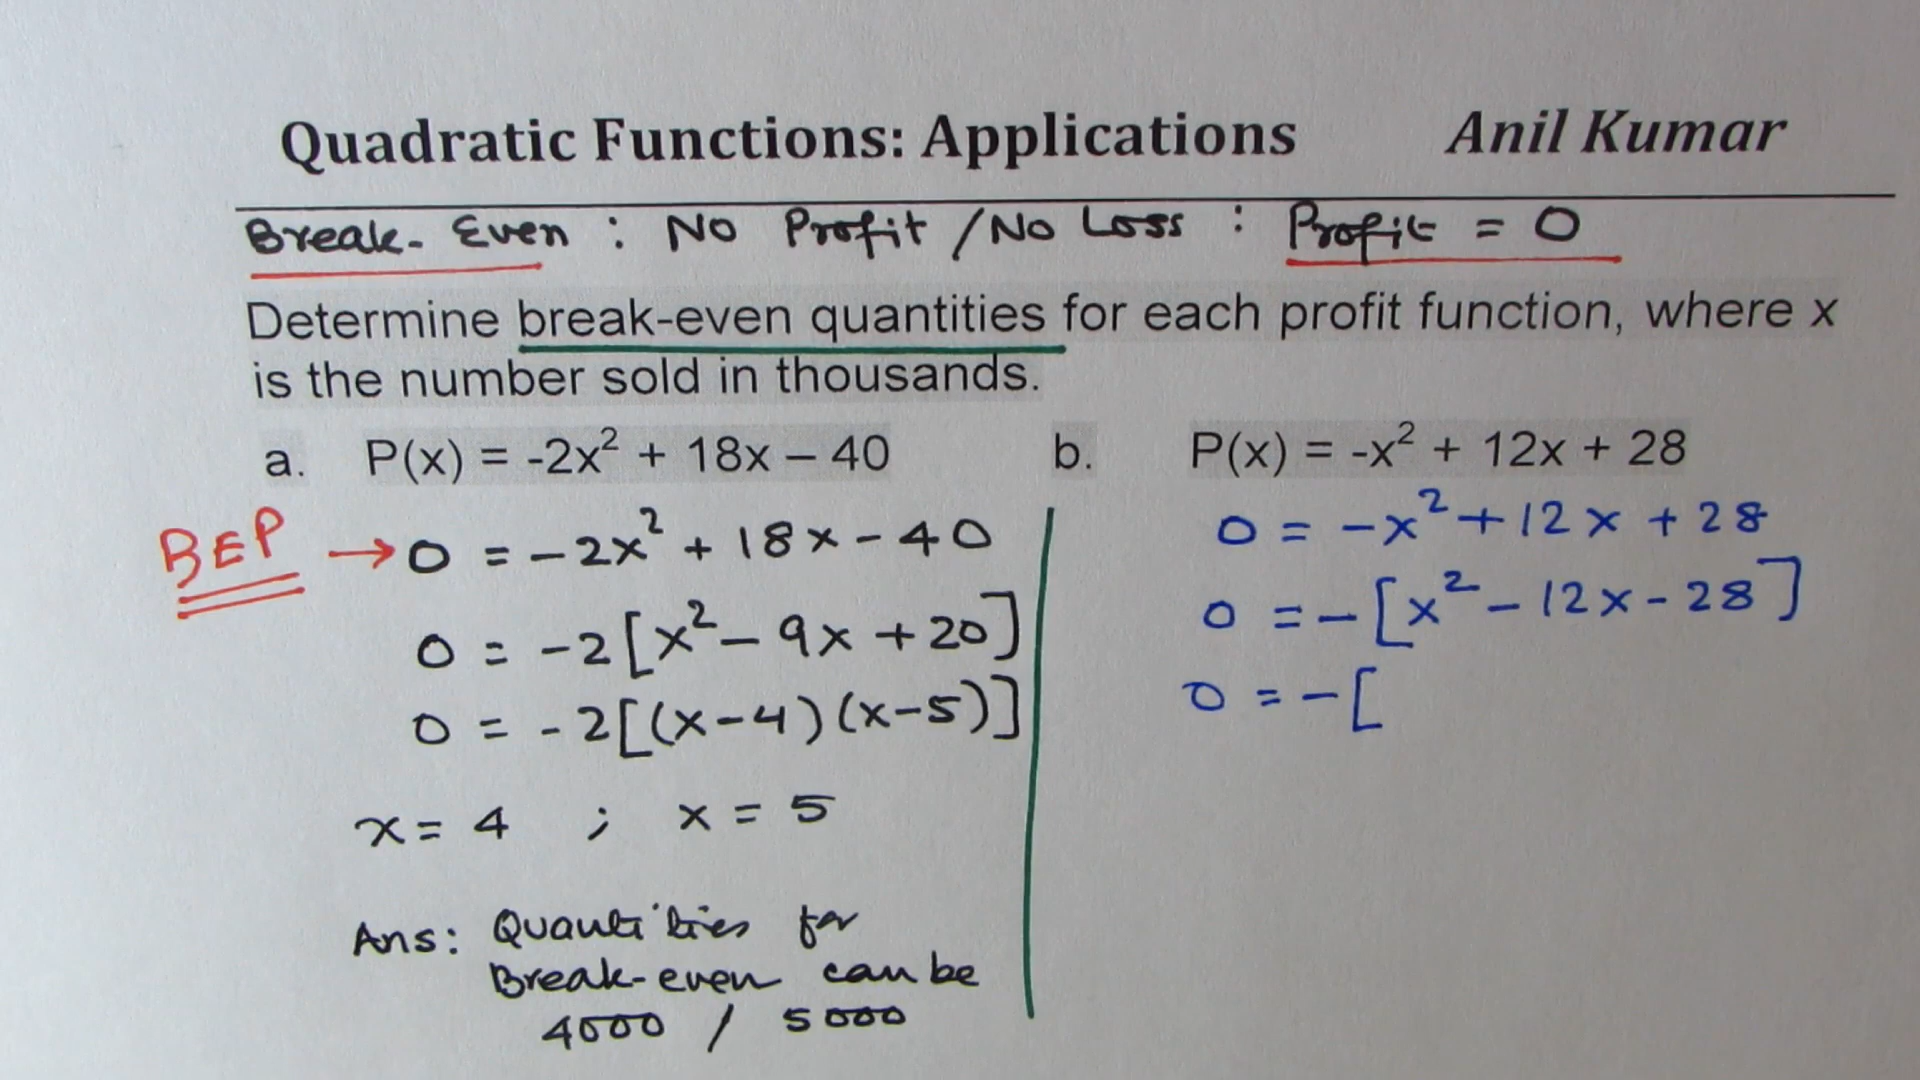 Quadratic Functions: Applications Anil Kumar
Break-Even : No Profit / No Loss : Profit = 0
Determine break-even quantities for each profit function, where x
is the number sold in thousands.
a. P(x) = -2x² + 18x – 40
BEP → 0 = -2x² + 18x - 40
0 = -2[x² - 9x + 20]
0 = -2[(x-4)(x-5)]
x = 4 ; x = 5
Ans: Quantities for
Break-even can be
4000 / 5000
b. P(x) = -x² + 12x + 28
0 = -x² + 12x + 28
0 = -[x² - 12x - 28]
0 = -[